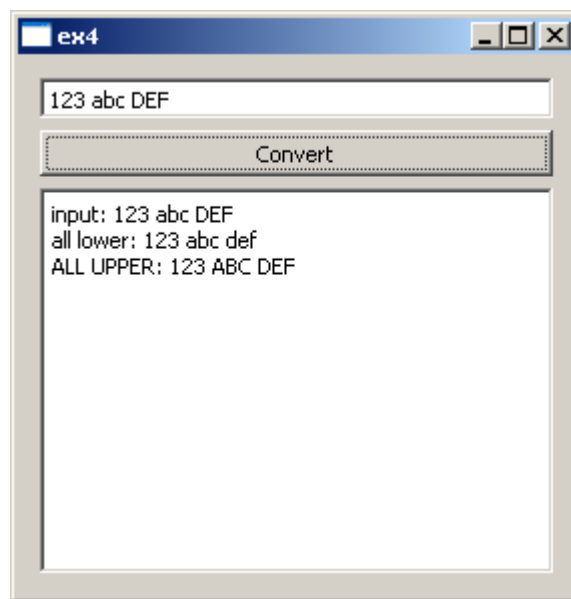 ex4
123 abc DEF
Convert
input: 123 abc DEF
all lower: 123 abc def
ALL UPPER: 123 ABC DEF